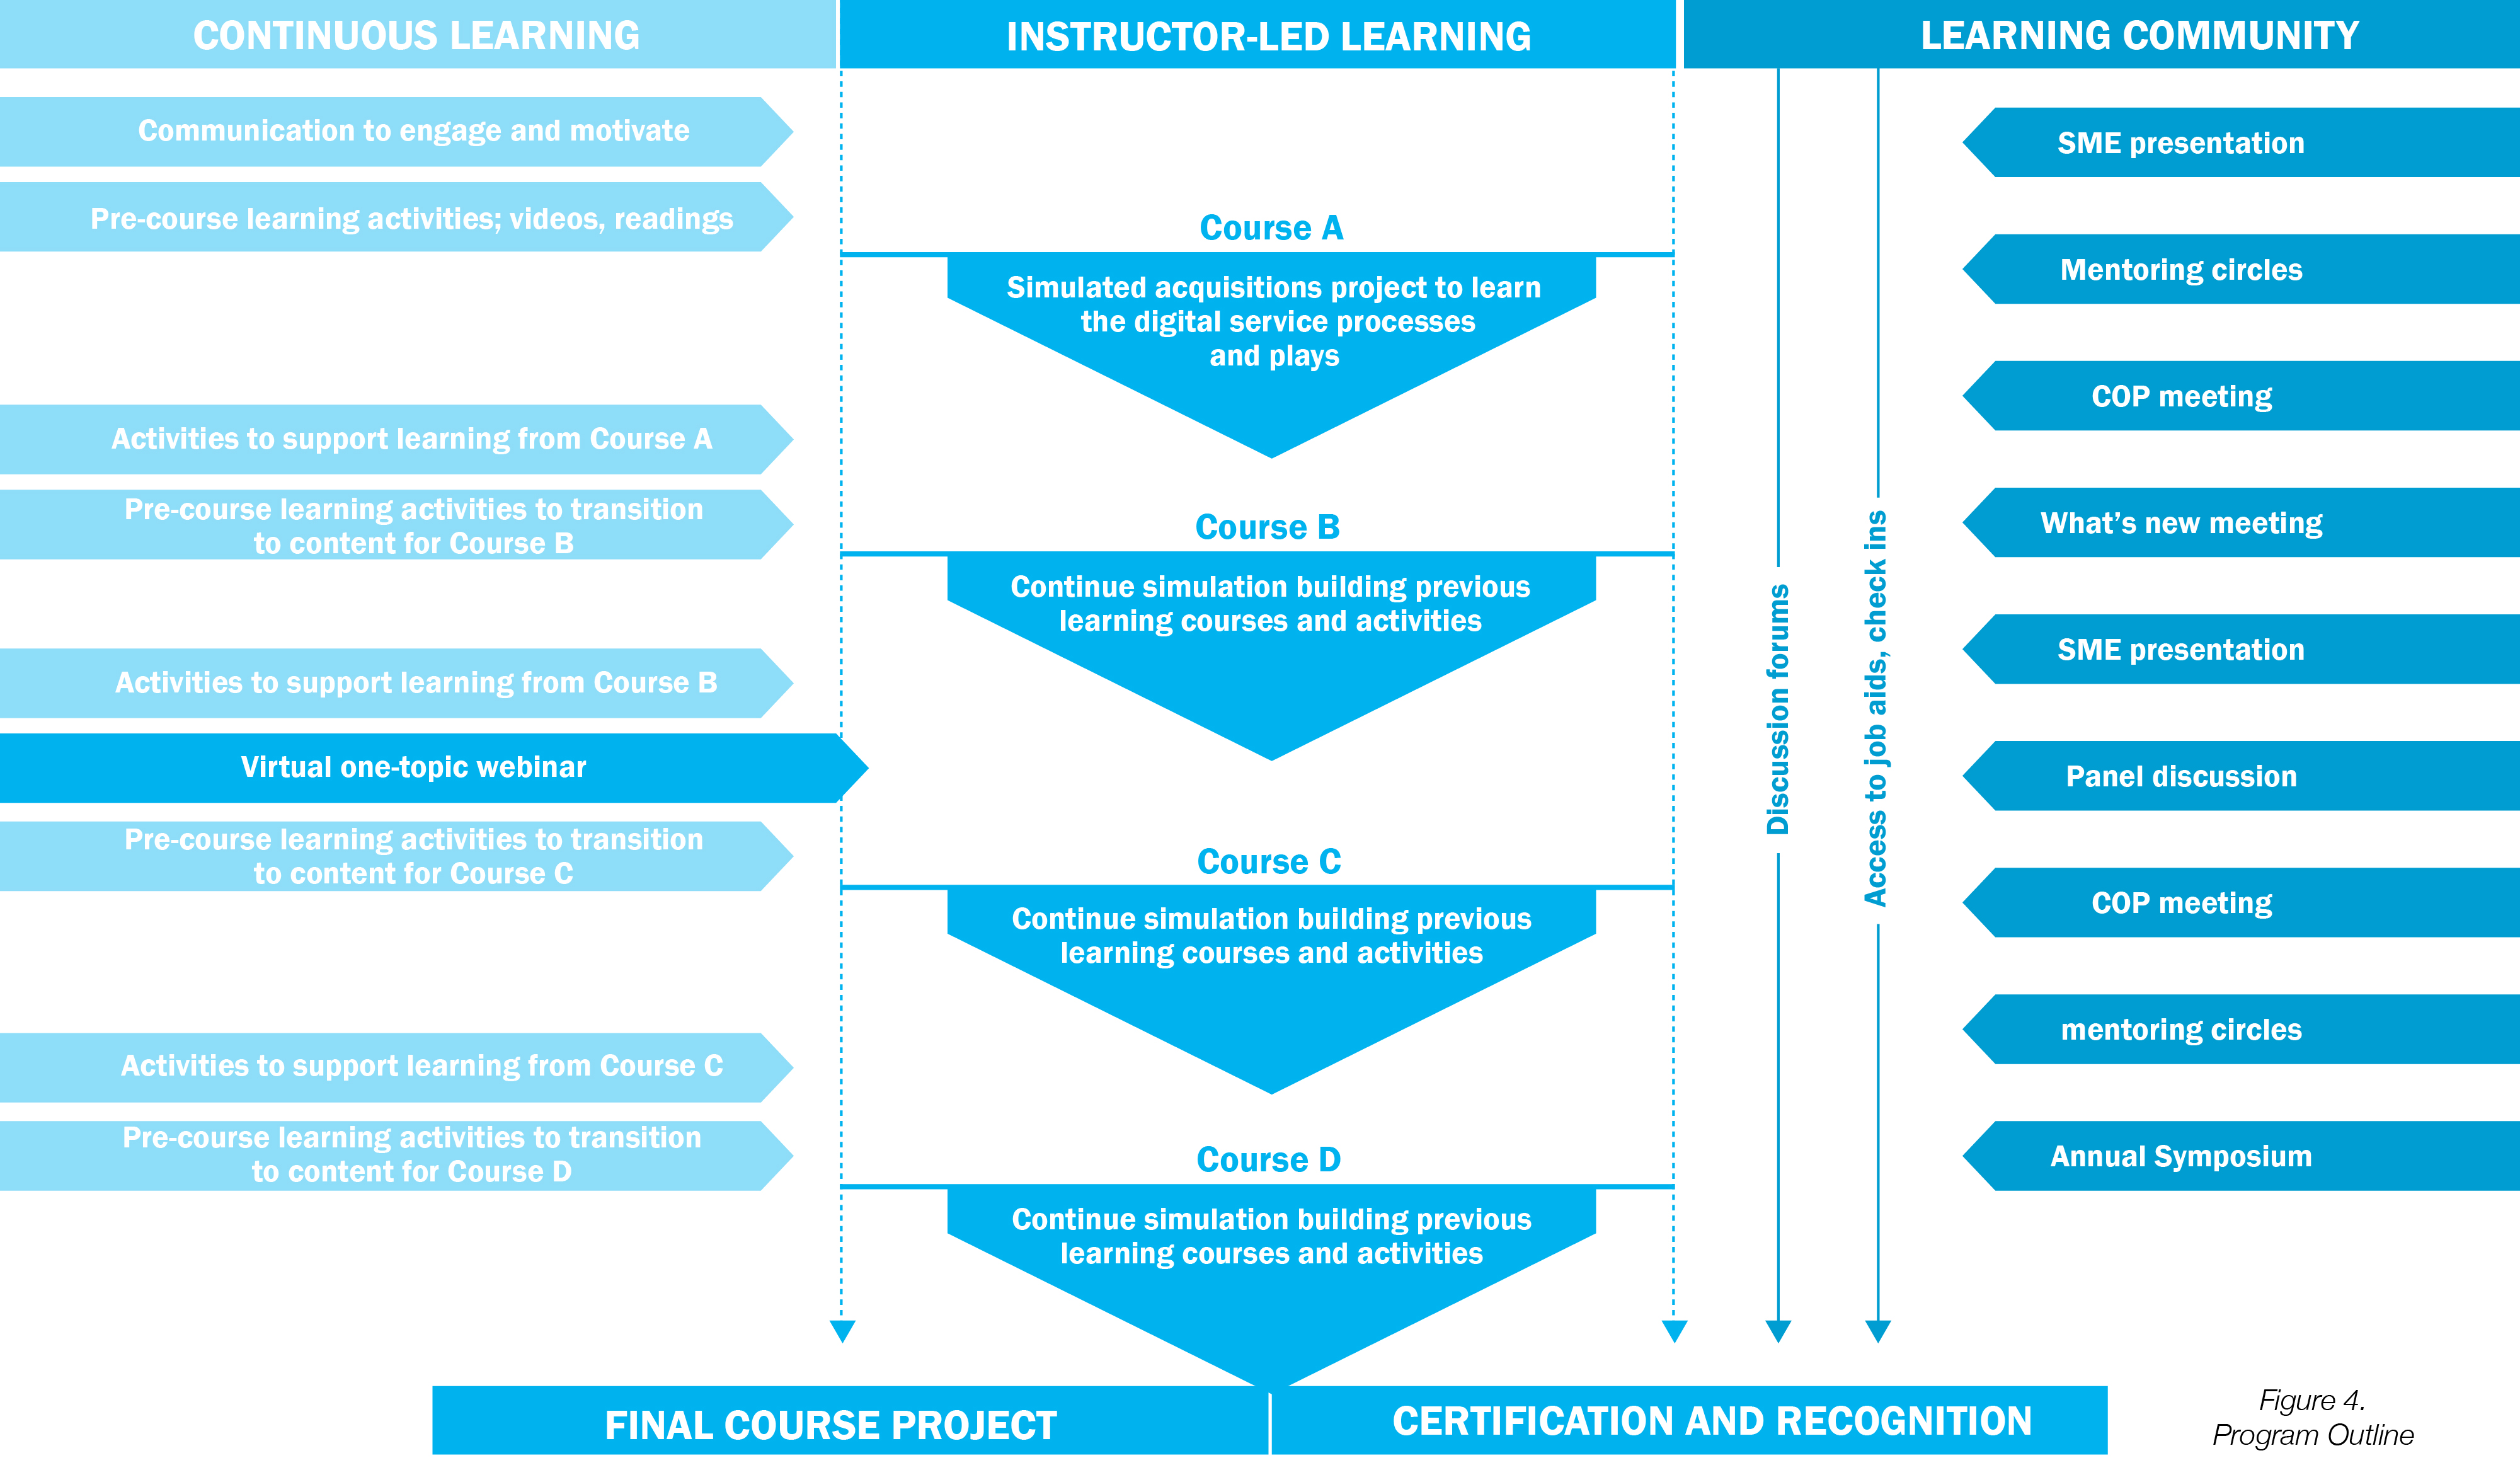 CONTINUOUS LEARNING
INSTRUCTOR-LED LEARNING
LEARNING COMMUNITY
Communication to engage and motivate
Pre-course learning activities; videos, readings
Activities to support learning from Course A
Pre-course learning activities to transition
to content for Course B
Activities to support learning from Course B
Virtual one-topic webinar
Pre-course learning activities to transition
to content for Course C
Activities to support learning from Course C
Pre-course learning activities to transition
to content for Course D
Course A
Simulated acquisitions project to learn
the digital service processes
and plays
Course B
Continue simulation building previous
learning courses and activities
Course C
Continue simulation building previous
learning courses and activities
Course D
Continue simulation building previous
learning courses and activities
Discussion forums
Access to job aids, check ins
SME presentation
Mentoring circles
COP meeting
What’s new meeting
SME presentation
Panel discussion
COP meeting
mentoring circles
Annual Symposium
FINAL COURSE PROJECT
CERTIFICATION AND RECOGNITION
Figure 4.
Program Outline